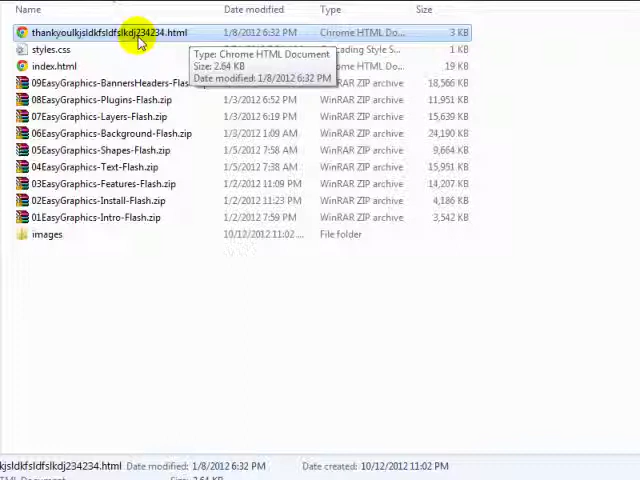 Name Date modified Type Size
thankyoulkjsldkfsldfslkdj234234.html 1/8/2012 6:32 PM Chrome HTML Do... 3 KB
styles.css ading Style S... 1 KB
Type: Chrome HTML Document
index.html ome HTML Do... 19 KB
Size: 2.64 KB
Date modified: 1/8/2012 6:32 PM
09EasyGraphics-BannersHeaders-Flas WinRAR ZIP archive 18,566 KB
08EasyGraphics-Plugins-Flash.zip 1/3/2012 6:52 PM WinRAR ZIP archive 11,951 KB
07EasyGraphics-Layers-Flash.zip 1/3/2012 6:19 PM WinRAR ZIP archive 15,639 KB
06EasyGraphics-Background-Flash.zip 1/3/2012 1:09 AM WinRAR ZIP archive 24,190 KB
05EasyGraphics-Shapes-Flash.zip 1/5/2012 7:58 AM WinRAR ZIP archive 9,664 KB
04EasyGraphics-Text-Flash.zip 1/5/2012 7:38 AM WinRAR ZIP archive 15,951 KB
03EasyGraphics-Features-Flash.zip 1/2/2012 11:09 PM WinRAR ZIP archive 14,207 KB
02EasyGraphics-Install-Flash.zip 1/2/2012 11:23 PM WinRAR ZIP archive 4,186 KB
01EasyGraphics-Intro-Flash.zip 1/2/2012 7:59 PM WinRAR ZIP archive 3,542 KB
images 10/12/2012 11:02 ... File folder
kjsldkfsldfslkdj234234.html Date modified: 1/8/2012 6:32 PM Date created: 10/12/2012 11:02 PM